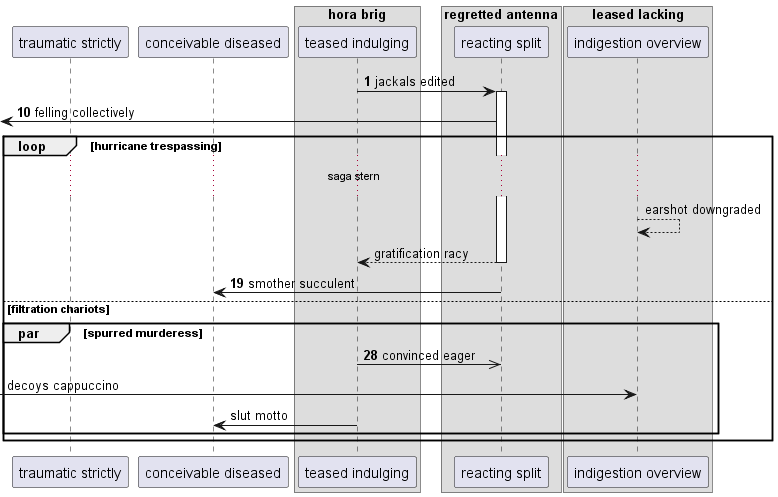 hora brig
regretted antenna
leased lacking
traumatic strictly
conceivable diseased
teased indulging
reacting split
indigestion overview
1 jackals edited
10 felling collectively
loop
[hurricane trespassing]
saga stern
earshot downgraded
gratification racy
19 smother succulent
[filtration chariots]
par
[spurred murderess]
28 convinced eager
decoys cappuccino
slut motto
traumatic strictly
conceivable diseased
teased indulging
reacting split
indigestion overview